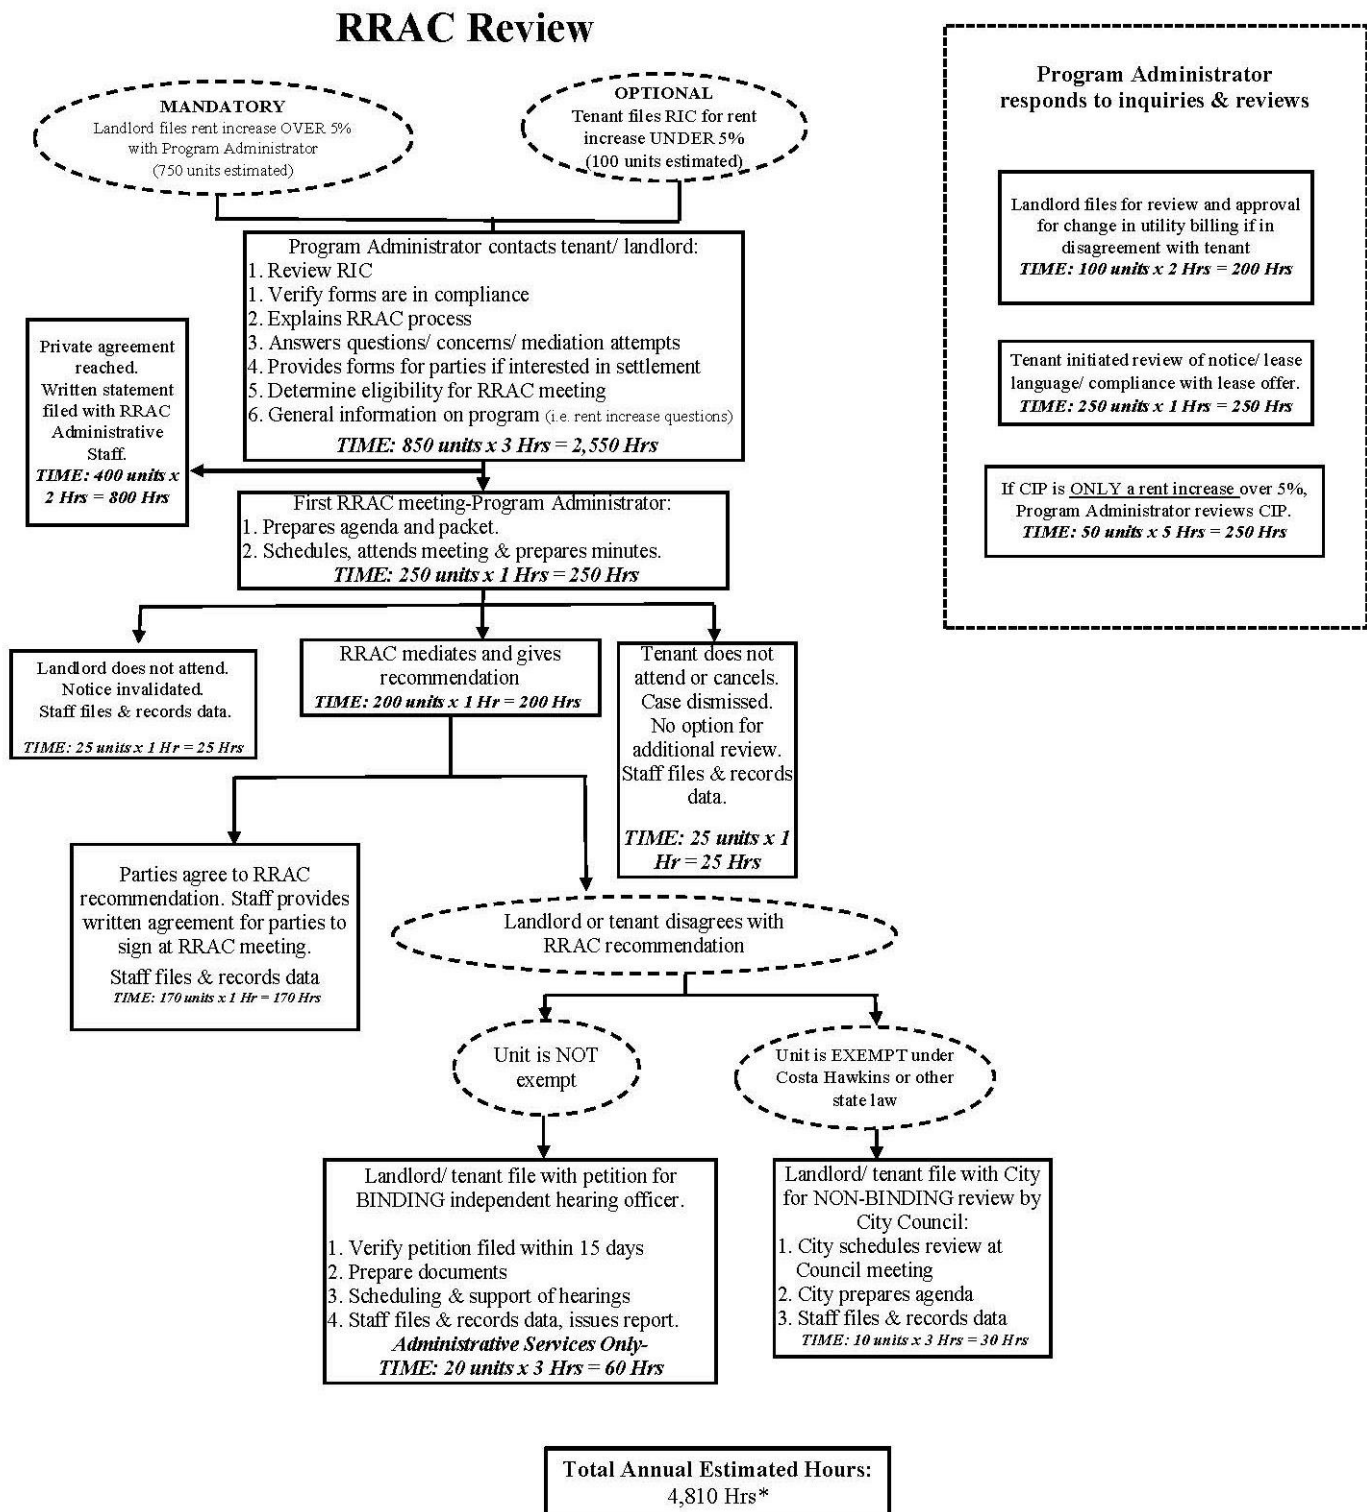 RRAC Review
MANDATORY
Landlord files rent increase OVER 5%
with Program Administrator
(750 units estimated)
OPTIONAL
Tenant files RIC for rent
increase UNDER 5%
(100 units estimated)
Program Administrator contacts tenant/ landlord:
1. Review RIC
1. Verify forms are in compliance
2. Explains RRAC process
3. Answers questions/ concerns/ mediation attempts
4. Provides forms for parties if interested in settlement
5. Determine eligibility for RRAC meeting
6. General information on program (i.e. rent increase questions)
TIME: 850 units x 3 Hrs = 2,550 Hrs
Private agreement
reached.
Written statement
filed with RRAC
Administrative
Staff.
TIME: 400 units x
2 Hrs = 800 Hrs
First RRAC meeting-Program Administrator:
1. Prepares agenda and packet.
2. Schedules, attends meeting & prepares minutes.
TIME: 250 units x 1 Hrs = 250 Hrs
Landlord does not attend.
Notice invalidated.
Staff files & records data.
TIME: 25 units x 1 Hr = 25 Hrs
RRAC mediates and gives
recommendation
TIME: 200 units x 1 Hr = 200 Hrs
Tenant does not
attend or cancels.
Case dismissed.
No option for
additional review.
Staff files & records
data.
TIME: 25 units x 1
Hr = 25 Hrs
Parties agree to RRAC
recommendation. Staff provides
written agreement for parties to
sign at RRAC meeting.
Staff files & records data
TIME: 170 units x 1 Hr = 170 Hrs
Landlord or tenant disagrees with
RRAC recommendation
Unit is NOT
exempt
Unit is EXEMPT under
Costa Hawkins or other
state law
Landlord/ tenant file with petition for
BINDING independent hearing officer.
1. Verify petition filed within 15 days
2. Prepare documents
3. Scheduling & support of hearings
4. Staff files & records data, issues report.
Administrative Services Only-
TIME: 20 units x 3 Hrs = 60 Hrs
Landlord/ tenant file with City
for NON-BINDING review by
City Council:
1. City schedules review at
Council meeting
2. City prepares agenda
3. Staff files & records data
TIME: 10 units x 3 Hrs = 30 Hrs
Total Annual Estimated Hours:
4,810 Hrs*
Program Administrator
responds to inquiries & reviews
Landlord files for review and approval
for change in utility billing if in
disagreement with tenant
TIME: 100 units x 2 Hrs = 200 Hrs
Tenant initiated review of notice/ lease
language/ compliance with lease offer.
TIME: 250 units x 1 Hrs = 250 Hrs
If CIP is ONLY a rent increase over 5%,
Program Administrator reviews CIP.
TIME: 50 units x 5 Hrs = 250 Hrs